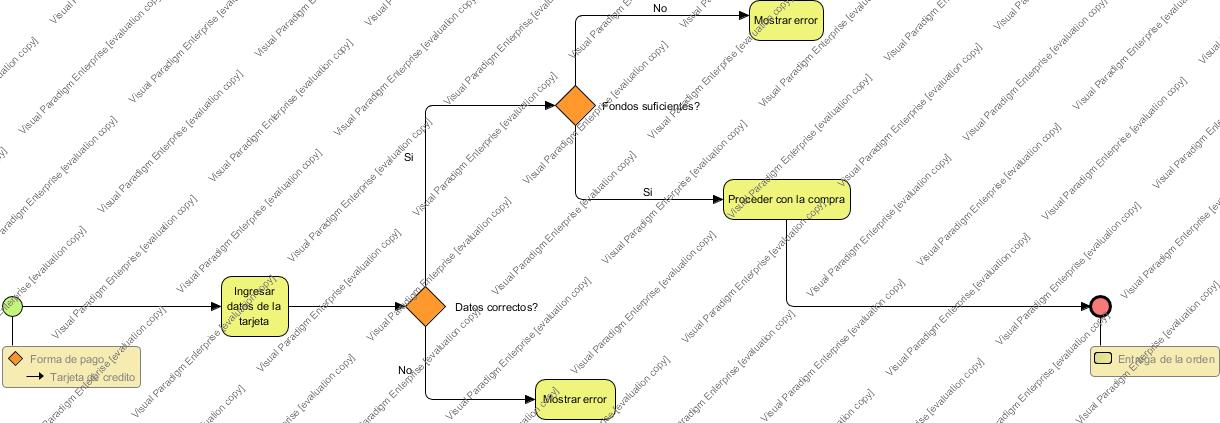 No
Mostrar error
Fondos suficientes?
Si
Si
Proceder con la compra
Ingresar
datos de la
tarjeta
Datos correctos?
Forma de pago
Tarjeta de credito
Entrega de la orden
No
Mostrar error
Visual Paradigm Enterprise [evaluation copy]